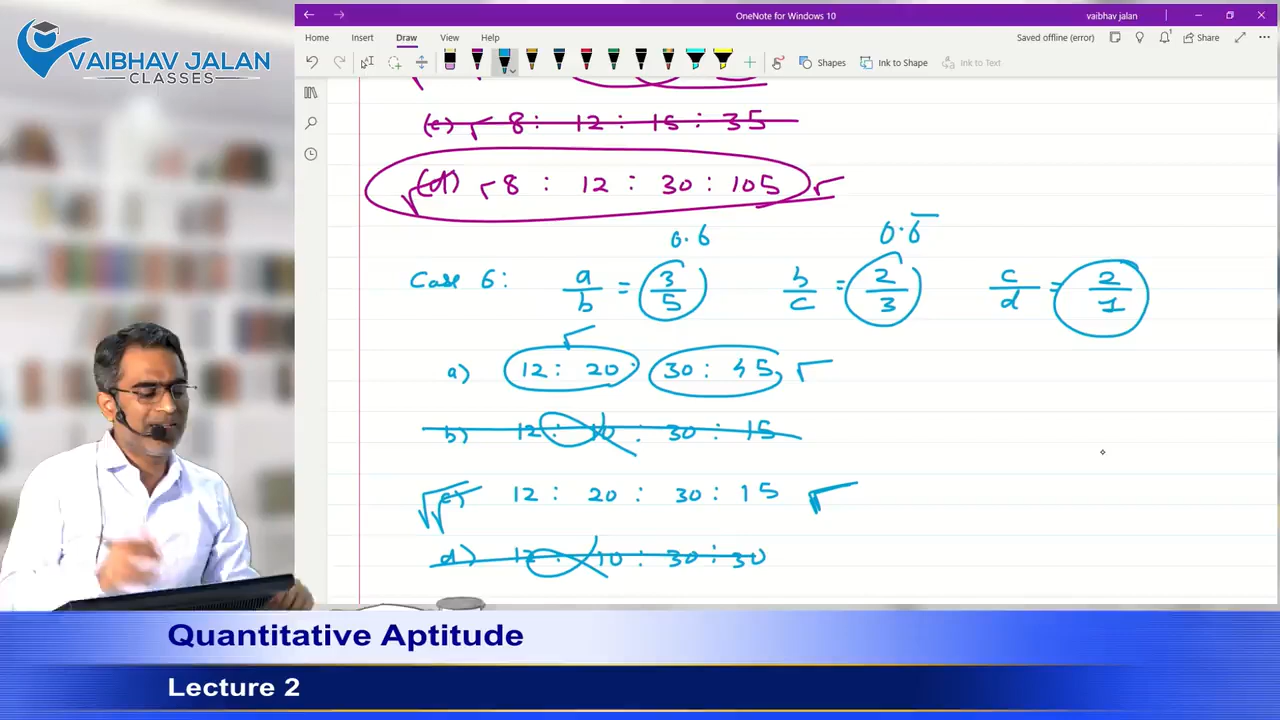 VAIBHAV JALAN
CLASSES
OneNote for Windows 10
vaibhav jalan
Home Insert Draw View Help
Saved offline (error)
Share
Shapes
Ink to Shape
Ink to Text
(c) 8 : 12 : 15 : 35
(d) 8 : 12 : 30 : 105
0.6
0.6
Case 6: a/b = 3/5 b/c = 2/3 c/d = 2/1
a) 12 : 20 30 : 45
b) 12 : 10 : 30 : 15
c) 12 : 20 : 30 : 15
d) 12 : 10 : 30 : 30
Quantitative Aptitude
Lecture 2